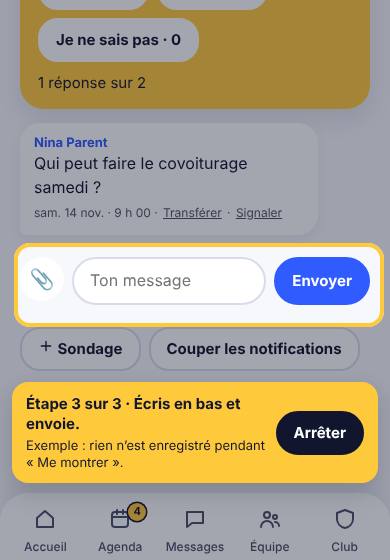 Je ne sais pas · 0
1 réponse sur 2
Nina Parent
Qui peut faire le covoiturage
samedi ?
sam. 14 nov. · 9 h 00 · Transférer · Signaler
Ton message
Envoyer
+ Sondage
Couper les notifications
Étape 3 sur 3 · Écris en bas et
envoie.
Exemple : rien n’est enregistré pendant
« Me montrer ».
Arrêter
4
Accueil
Agenda
Messages
Équipe
Club